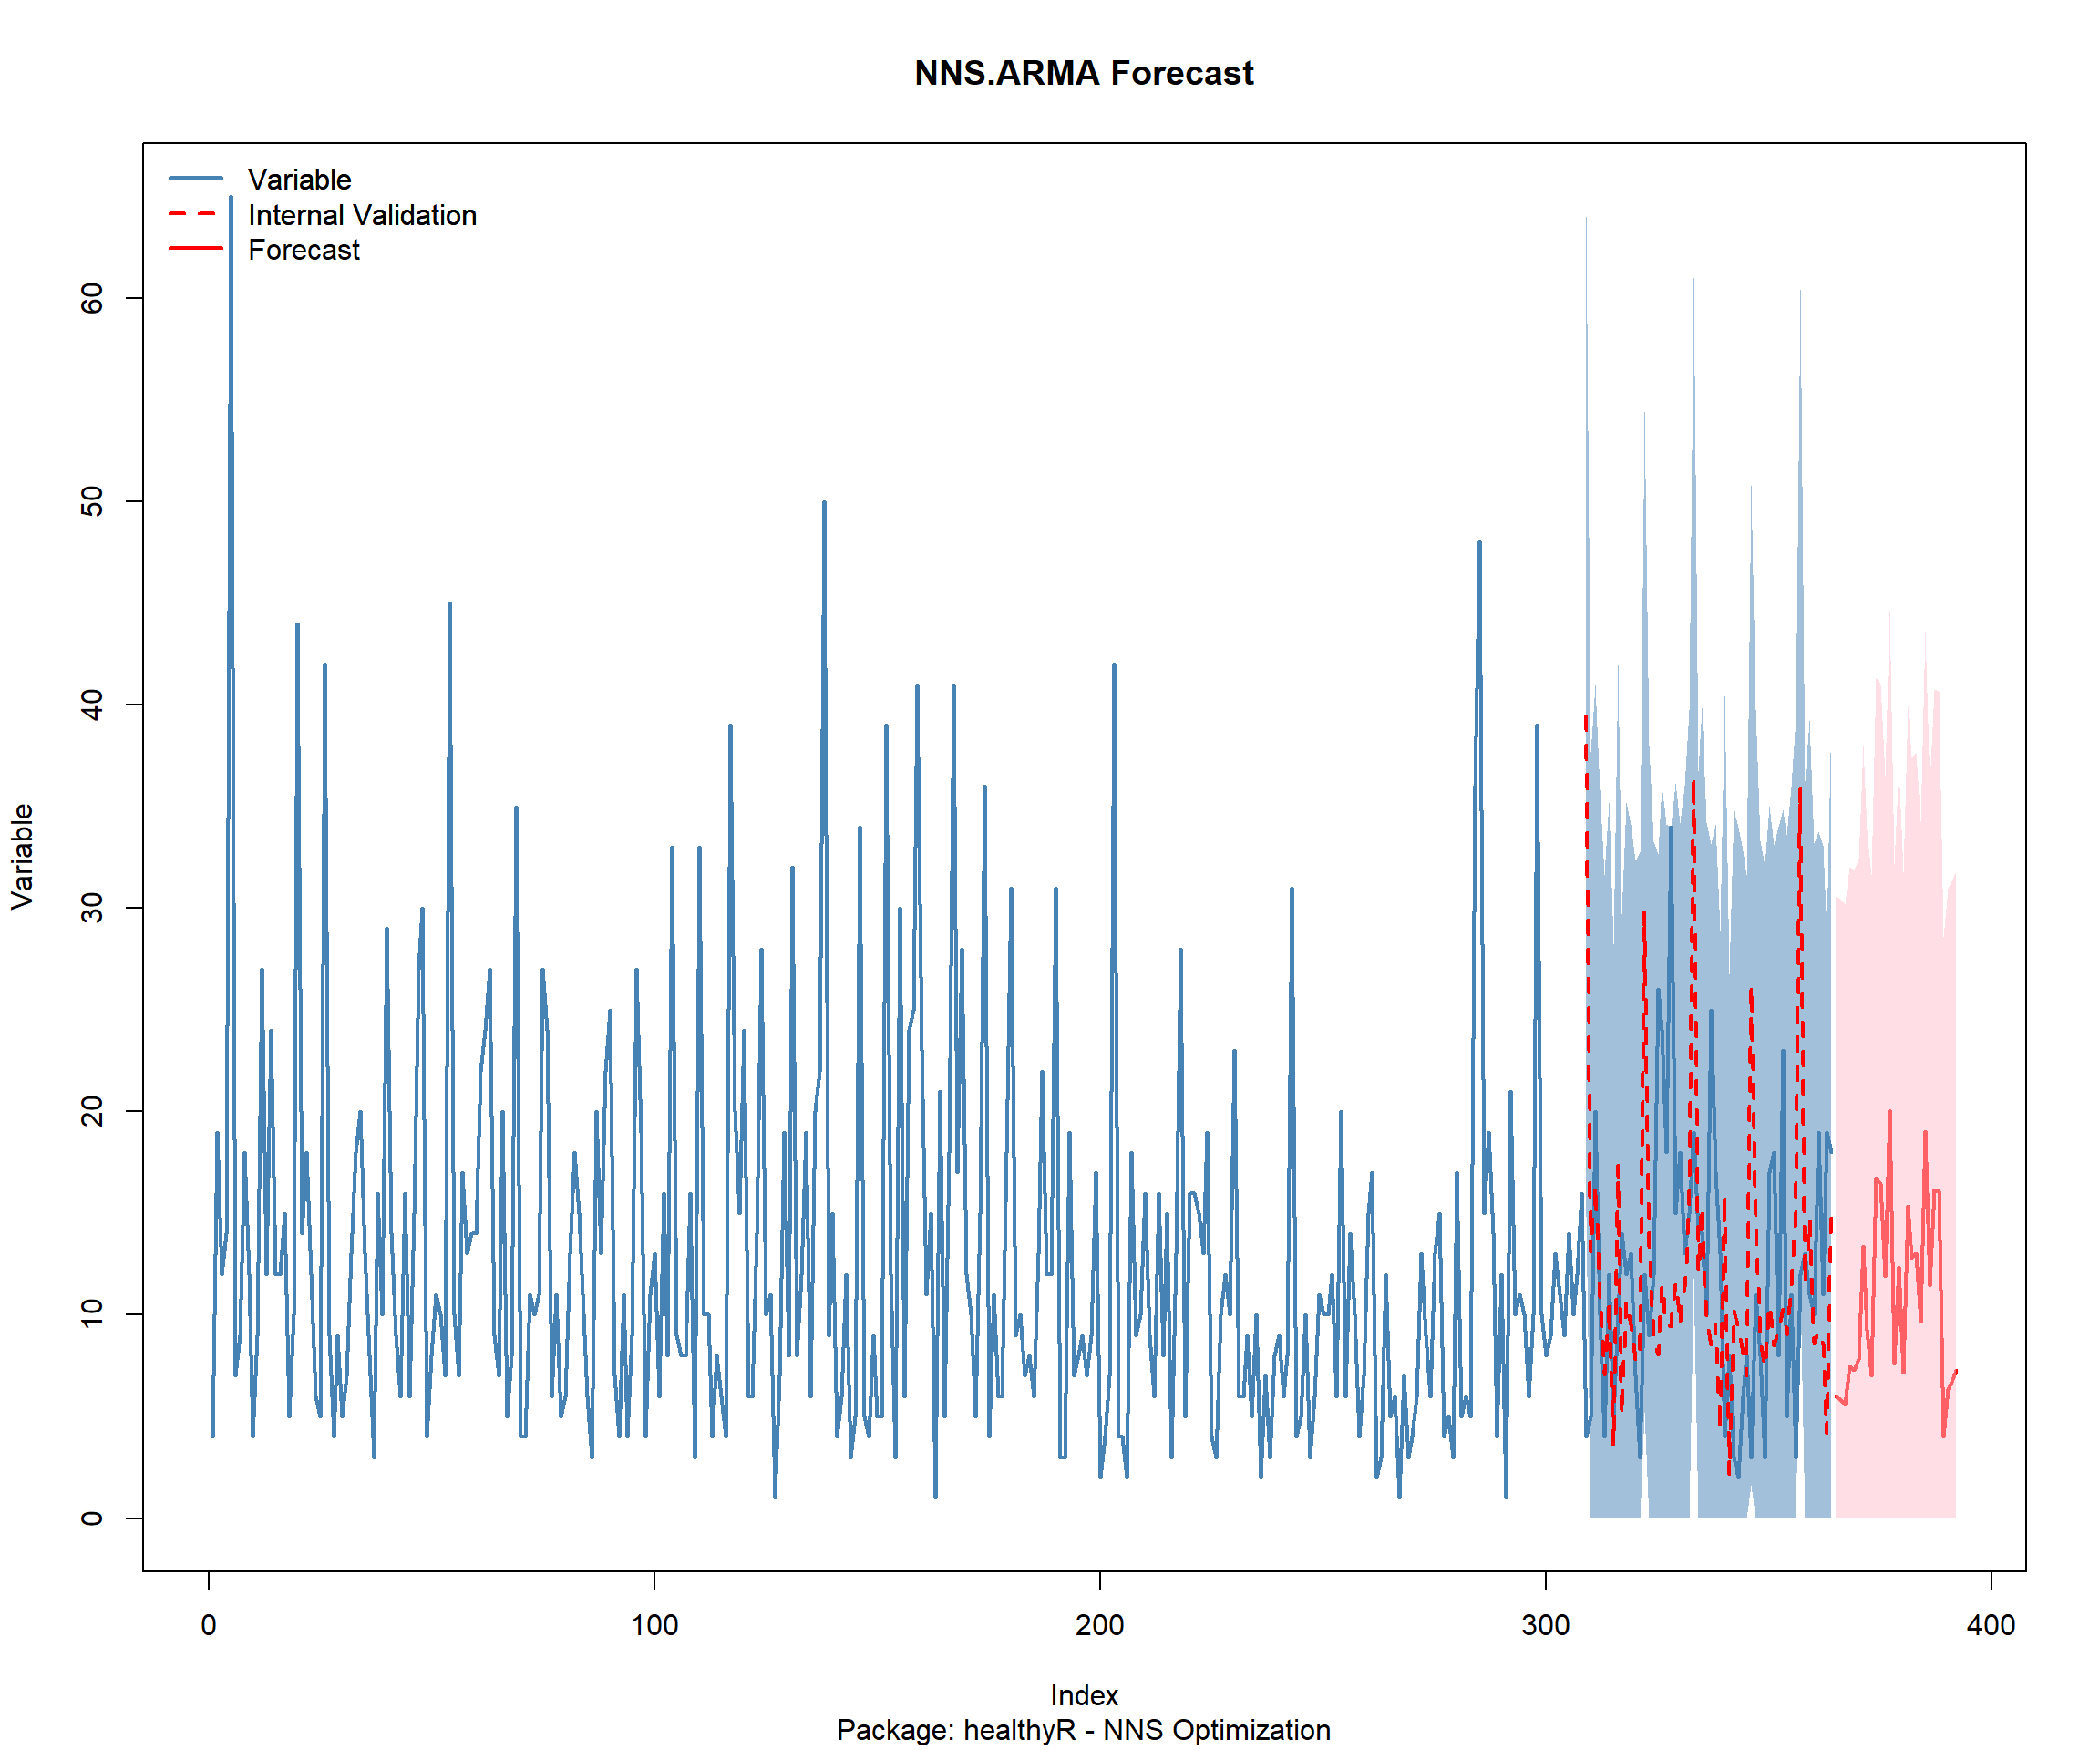 NNS.ARMA Forecast
Variable
Internal Validation
Forecast
60
50
40
30
20
10
0
Variable
0 100 200 300 400
Index
Package: healthyR - NNS Optimization